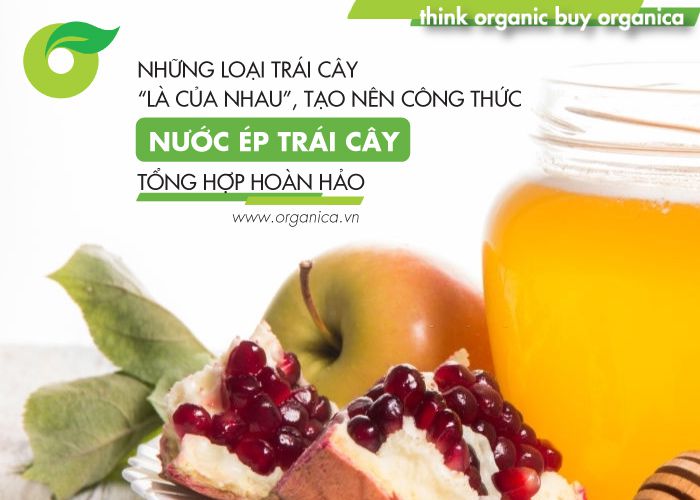 think organic buy organica
NHỮNG LOẠI TRÁI CÂY
“LÀ CỦA NHAU”, TẠO NÊN CÔNG THỨC
NƯỚC ÉP TRÁI CÂY
TỔNG HỢP HOÀN HẢO
www.organica.vn